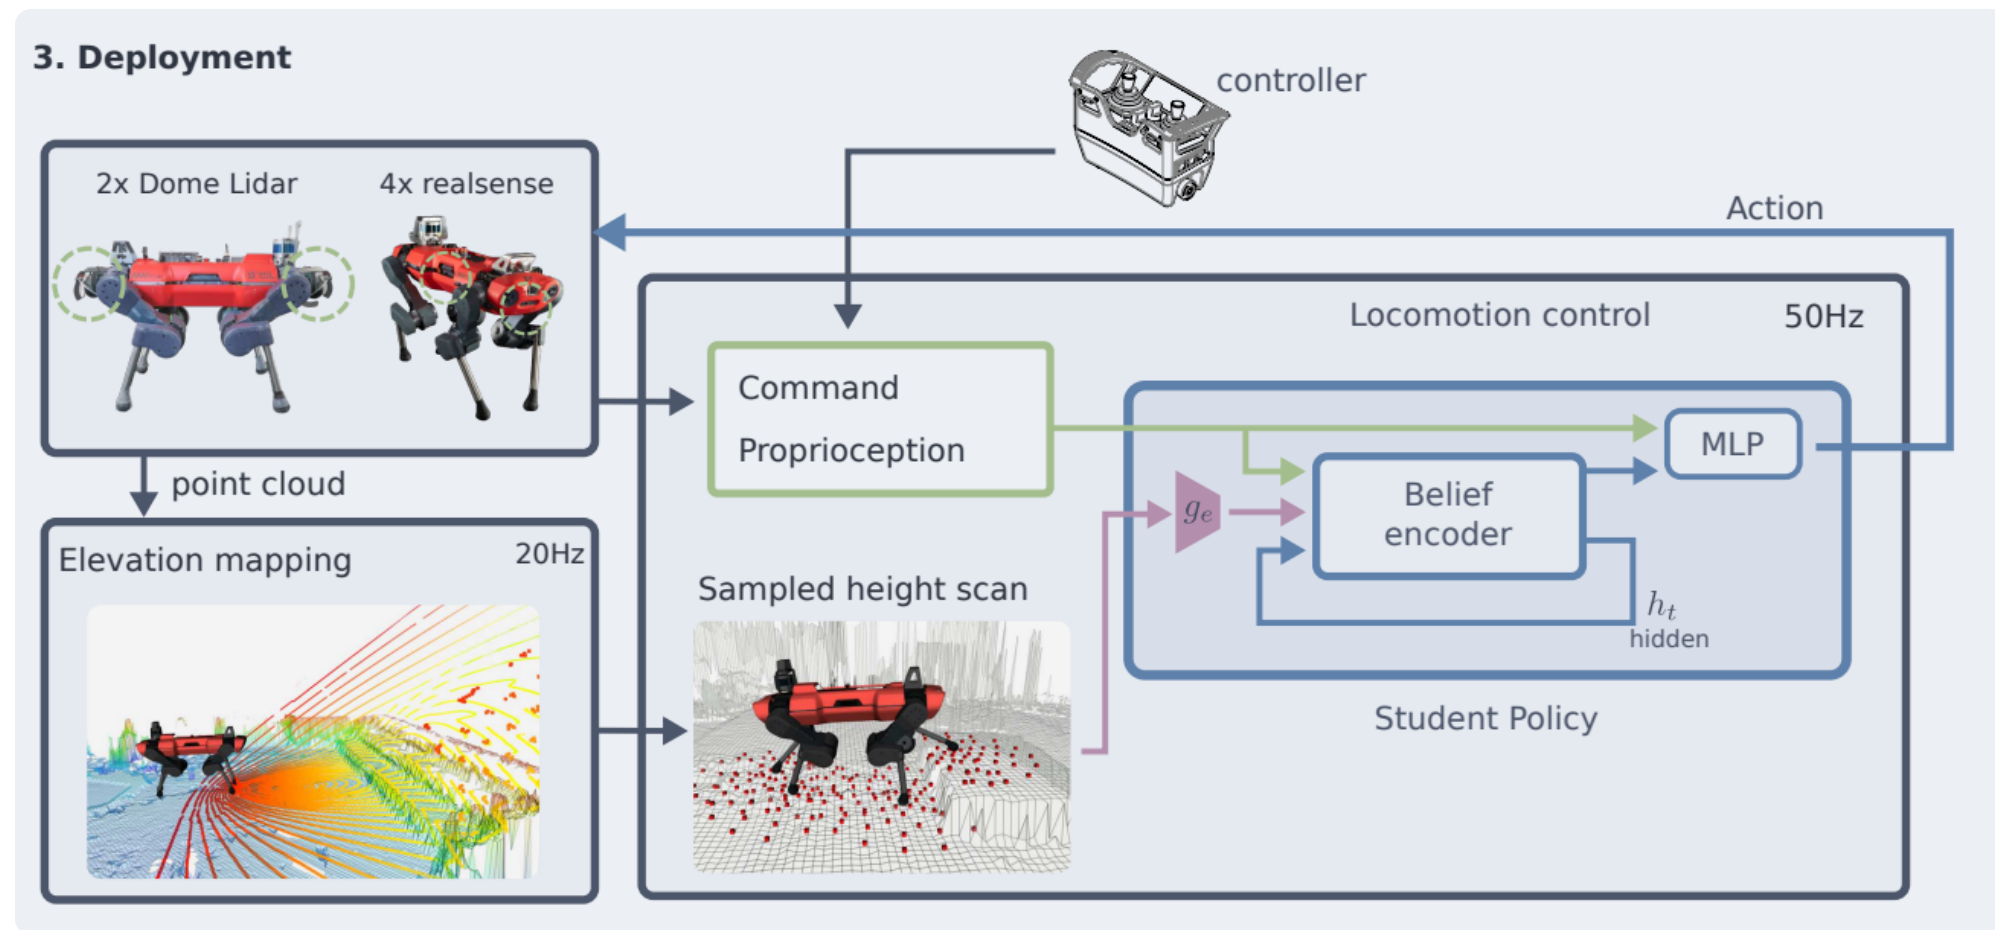 3. Deployment
controller
2x Dome Lidar
4x realsense
Action
Locomotion control
50Hz
Command
Proprioception
MLP
point cloud
Belief
encoder
g_e
Elevation mapping
20Hz
Sampled height scan
h_t
hidden
Student Policy